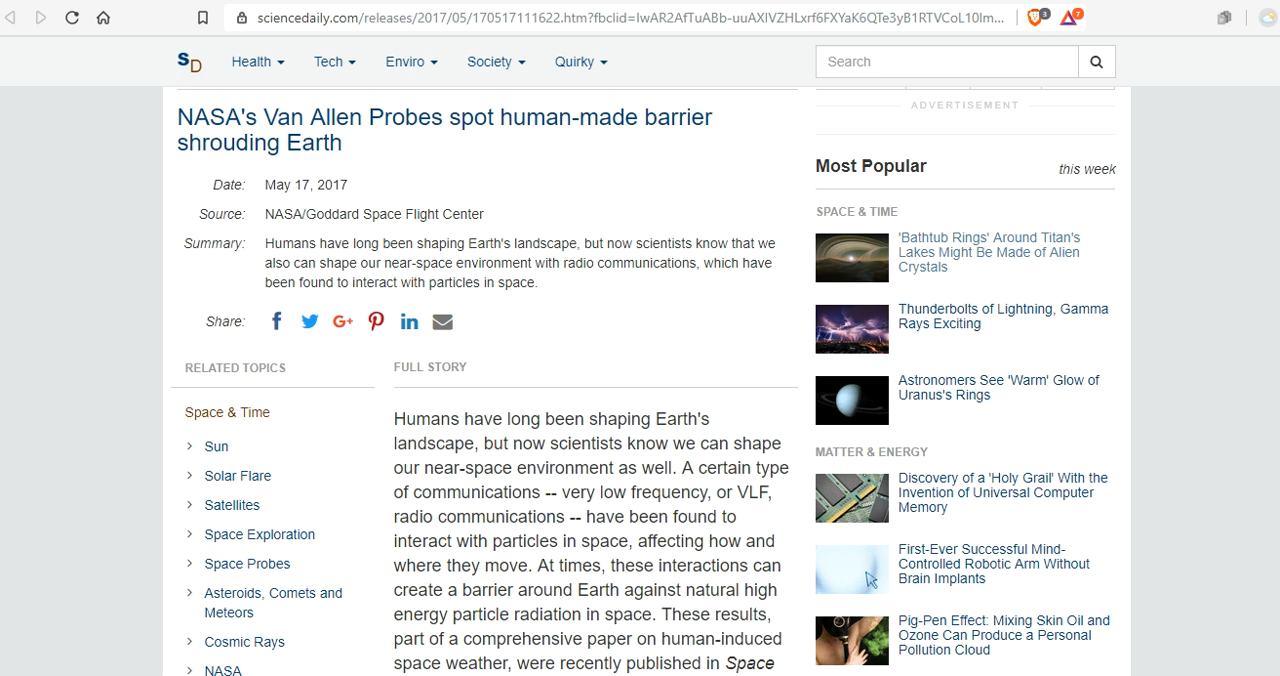 sciencedaily.com/releases/2017/05/170517111622.htm?fbclid=IwAR2AfTuABb-uuAXIVZHLxrf6FXYaK6QTe3yB1RTVCoL10lm...
3
7
SD
Health
Tech
Enviro
Society
Quirky
Search
NASA's Van Allen Probes spot human-made barrier
shrouding Earth
Date: May 17, 2017
Source: NASA/Goddard Space Flight Center
Summary: Humans have long been shaping Earth's landscape, but now scientists know that we
also can shape our near-space environment with radio communications, which have
been found to interact with particles in space.
Share: f G+ in
RELATED TOPICS
Space & Time
Sun
Solar Flare
Satellites
Space Exploration
Space Probes
Asteroids, Comets and
Meteors
Cosmic Rays
NASA
FULL STORY
Humans have long been shaping Earth's
landscape, but now scientists know we can shape
our near-space environment as well. A certain type
of communications -- very low frequency, or VLF,
radio communications -- have been found to
interact with particles in space, affecting how and
where they move. At times, these interactions can
create a barrier around Earth against natural high
energy particle radiation in space. These results,
part of a comprehensive paper on human-induced
space weather, were recently published in Space
ADVERTISEMENT
Most Popular
this week
SPACE & TIME
'Bathtub Rings' Around Titan's
Lakes Might Be Made of Alien
Crystals
Thunderbolts of Lightning, Gamma
Rays Exciting
Astronomers See 'Warm' Glow of
Uranus's Rings
MATTER & ENERGY
Discovery of a 'Holy Grail' With the
Invention of Universal Computer
Memory
First-Ever Successful Mind-
Controlled Robotic Arm Without
Brain Implants
Pig-Pen Effect: Mixing Skin Oil and
Ozone Can Produce a Personal
Pollution Cloud